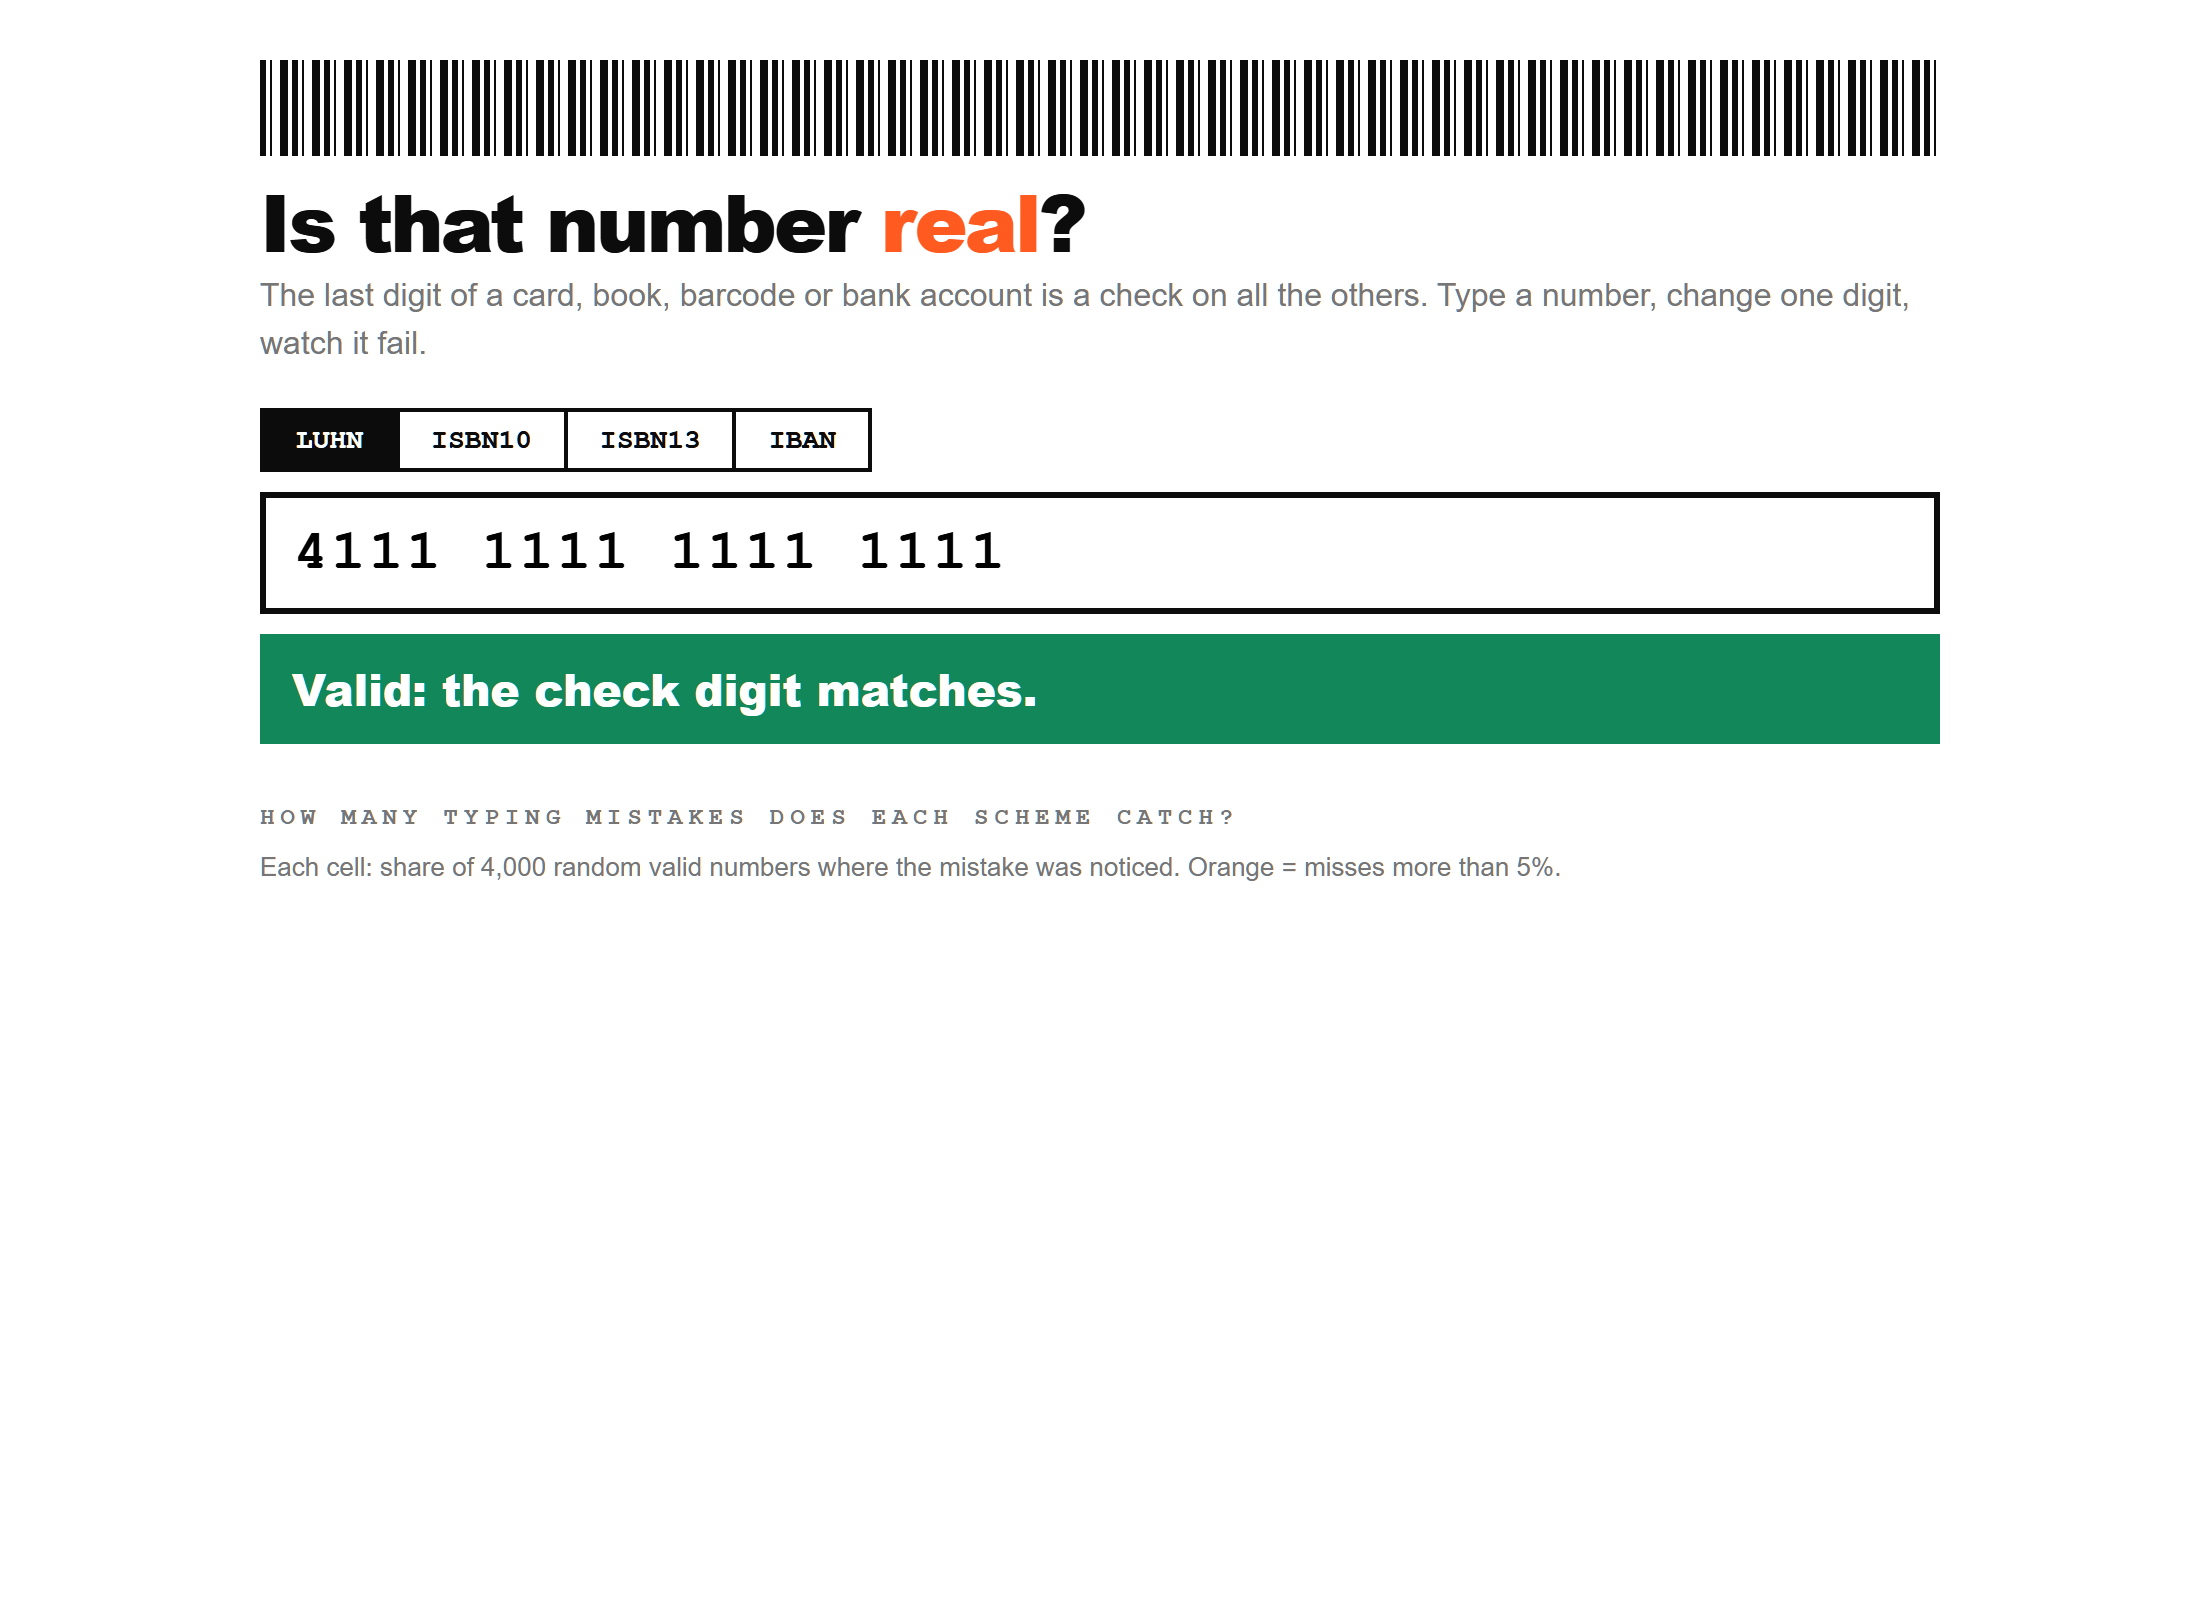 Is that number real?
The last digit of a card, book, barcode or bank account is a check on all the others. Type a number, change one digit,
watch it fail.
LUHN ISBN10 ISBN13 IBAN
4111 1111 1111 1111
Valid: the check digit matches.
HOW MANY TYPING MISTAKES DOES EACH SCHEME CATCH?
Each cell: share of 4,000 random valid numbers where the mistake was noticed. Orange = misses more than 5%.